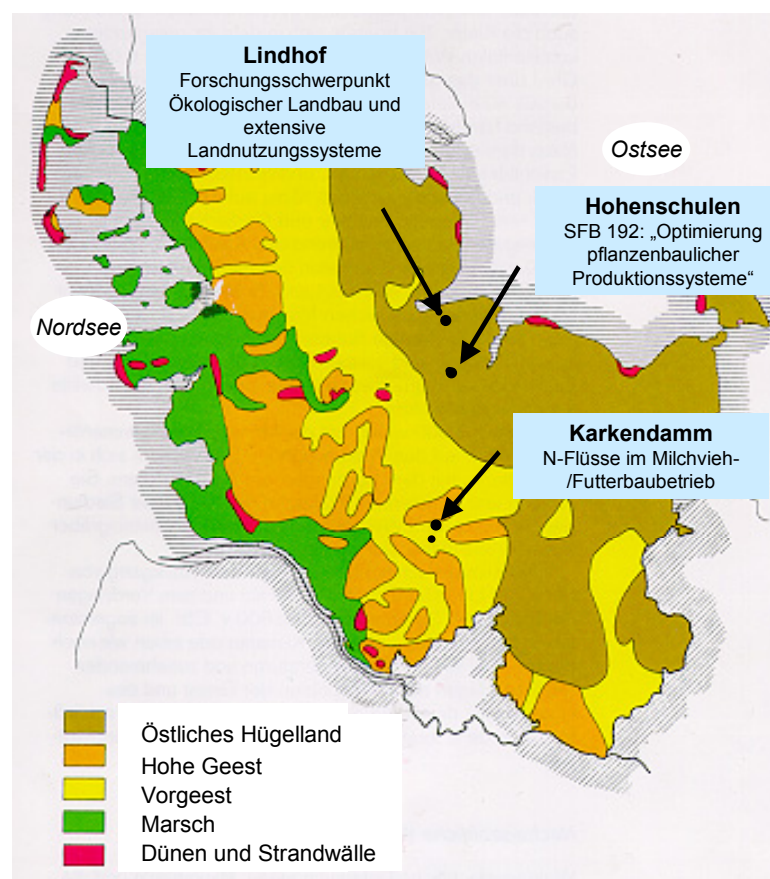 Lindhof
Forschungsschwerpunkt
Ökologischer Landbau und
extensive
Landnutzungssysteme
Ostsee
Hohenschulen
SFB 192: „Optimierung
pflanzenbaulicher
Produktionssysteme“
Nordsee
Karkendamm
N-Flüsse im Milchvieh-
/Futterbaubetrieb
Östliches Hügelland
Hohe Geest
Vorgeest
Marsch
Dünen und Strandwälle